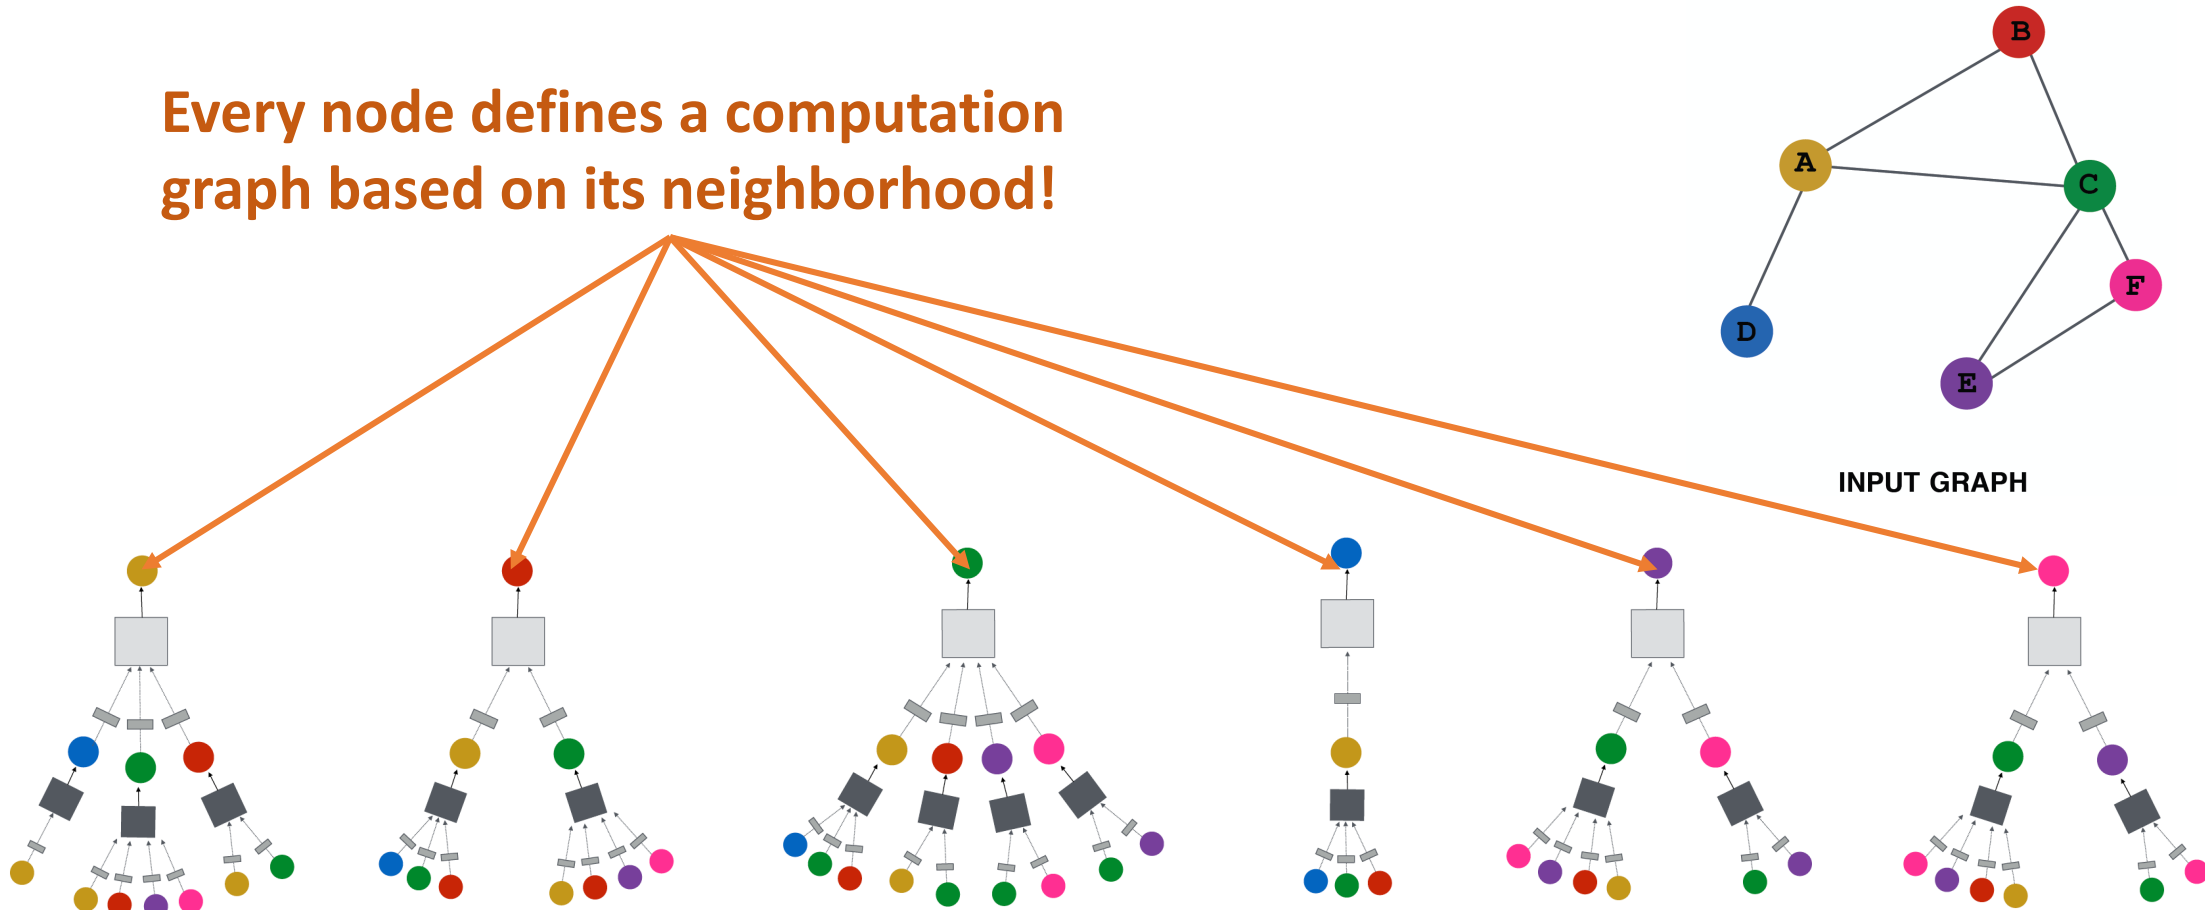 Every node defines a computation
graph based on its neighborhood!
B
A
C
F
D
E
INPUT GRAPH